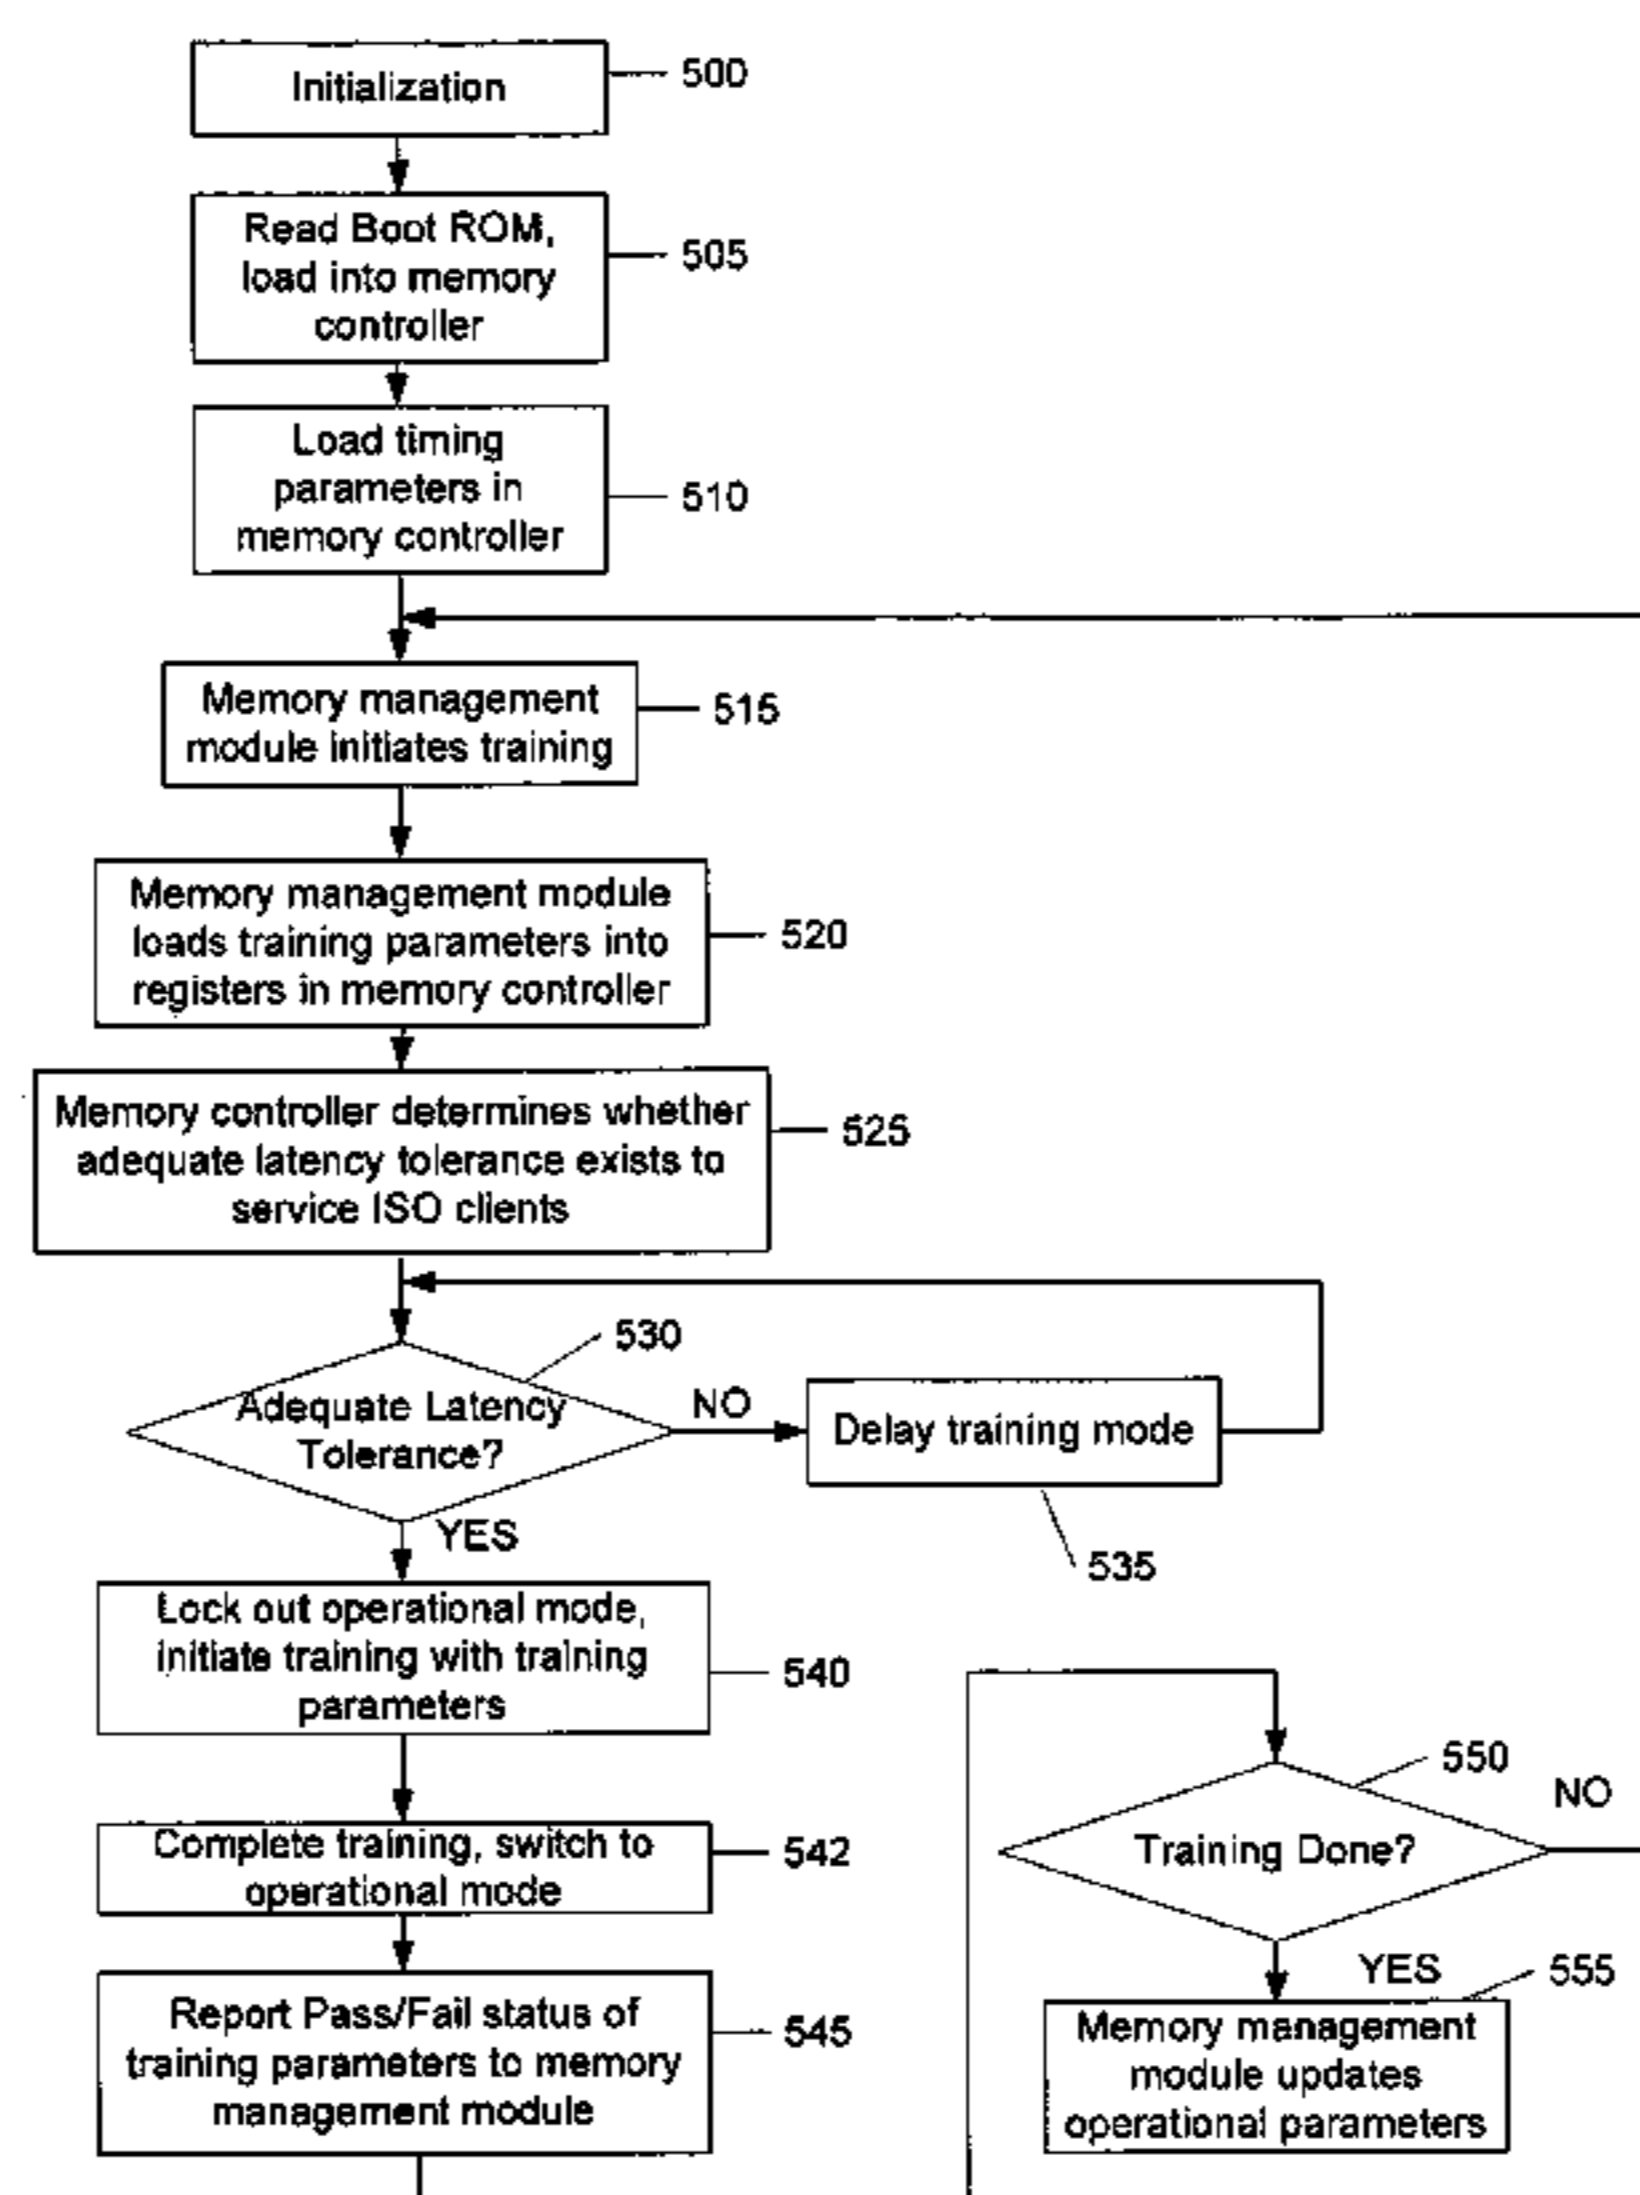 Initialization
500
Read Boot ROM,
load into memory
controller
505
Load timing
parameters in
memory controller
510
Memory management
module initiates training
515
Memory management module
loads training parameters into
registers in memory controller
520
Memory controller determines whether
adequate latency tolerance exists to
service ISO clients
525
530
Adequate Latency
Tolerance?
NO
Delay training mode
535
YES
Lock out operational mode,
initiate training with training
parameters
540
Complete training, switch to
operational mode
542
Report Pass/Fail status of
training parameters to memory
management module
545
550
Training Done?
NO
YES
555
Memory management
module updates
operational parameters